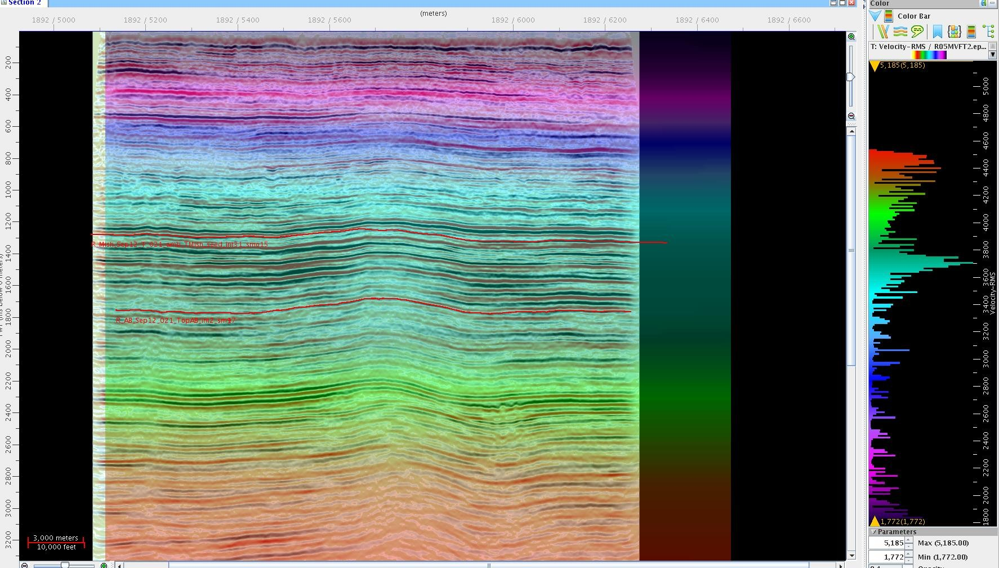 Section 2
Color
(meters)
Color Bar
1892 / 5000 1892 / 5200 1892 / 5400 1892 / 5600 1892 / 6000 1892 / 6200 1892 / 6400 1892 / 6600
T: Velocity-RMS / R05MVFT2.ep...
5,185(5,185)
200
400
600
800
1000
1200
1400
1600
1800
2000
2200
2400
2600
2800
3000
3200
R_Mish_Sep12_T_021_amb_TMish_seed_int31_smo15
R_AB_Sep12_021_TopAB_int2_sm17
3,000 meters
10,000 feet
5000
4800
4600
4400
4200
4000
3800
3600
3400
3200
3000
2800
2600
2400
2200
2000
1800
Velocity-RMS
1,772(1,772)
Parameters
5,185 Max (5,185.00)
1,772 Min (1,772.00)